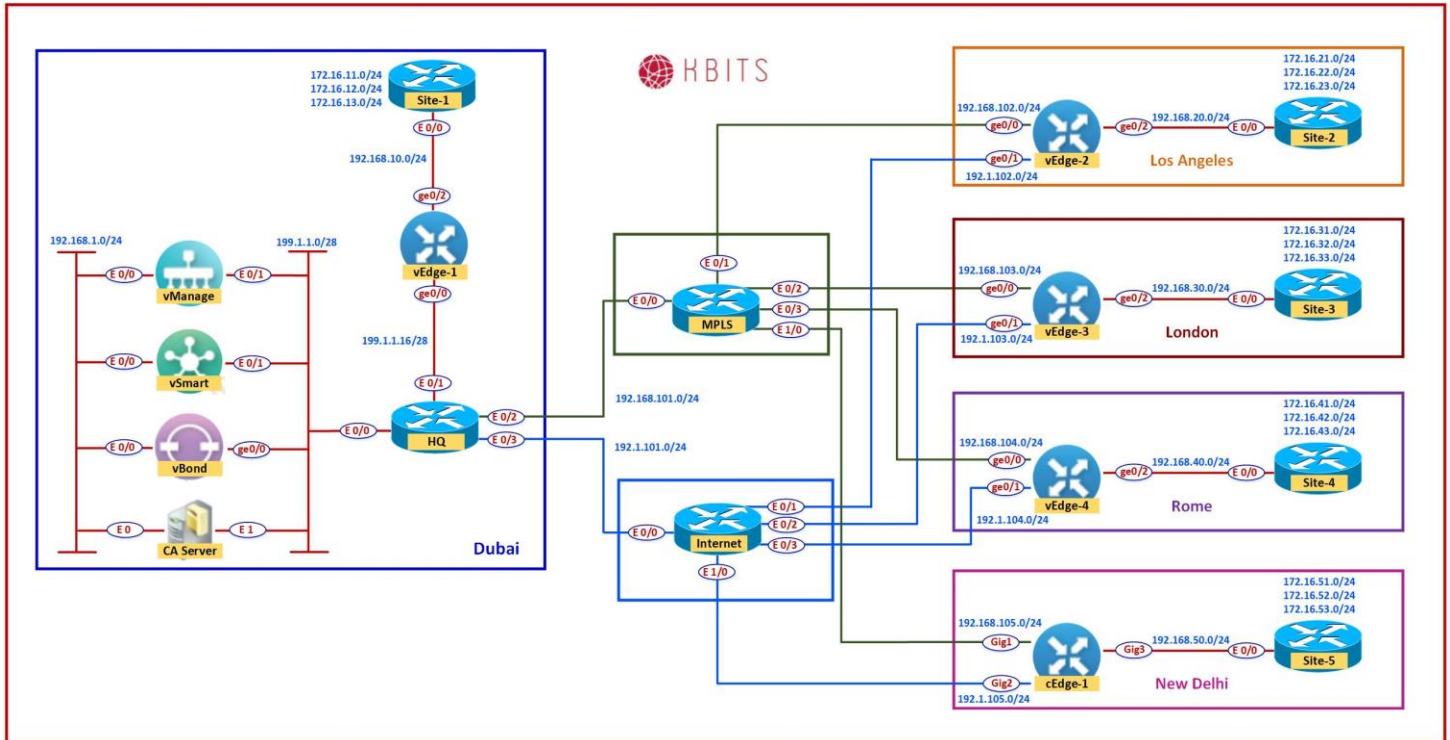 KBITS
172.16.11.0/24
172.16.12.0/24
172.16.13.0/24
Site-1
E 0/0
192.168.10.0/24
ge0/2
vEdge-1
ge0/0
199.1.1.16/28
E 0/1
192.168.1.0/24
199.1.1.0/28
E 0/0
vManage
E 0/1
E 0/0
vSmart
E 0/1
E 0/0
vBond
ge0/0
E 0
CA Server
E 1
E 0/0
HQ
E 0/2
E 0/3
Dubai
192.168.101.0/24
192.1.101.0/24
E 0/1
E 0/0
MPLS
E 0/2
E 0/3
E 1/0
E 0/0
Internet
E 0/1
E 0/2
E 0/3
E 1/0
192.168.102.0/24
ge0/0
ge0/1
192.1.102.0/24
vEdge-2
ge0/2
192.168.20.0/24
E 0/0
172.16.21.0/24
172.16.22.0/24
172.16.23.0/24
Site-2
Los Angeles
192.168.103.0/24
ge0/0
ge0/1
192.1.103.0/24
vEdge-3
ge0/2
192.168.30.0/24
E 0/0
172.16.31.0/24
172.16.32.0/24
172.16.33.0/24
Site-3
London
192.168.104.0/24
ge0/0
ge0/1
192.1.104.0/24
vEdge-4
ge0/2
192.168.40.0/24
E 0/0
172.16.41.0/24
172.16.42.0/24
172.16.43.0/24
Site-4
Rome
192.168.105.0/24
Gig1
Gig2
192.1.105.0/24
cEdge-1
Gig3
192.168.50.0/24
E 0/0
172.16.51.0/24
172.16.52.0/24
172.16.53.0/24
Site-5
New Delhi